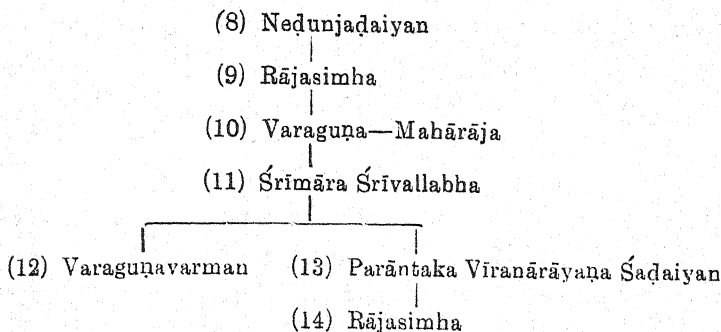 (8) Neḍunjaḍaiyan
(9) Rājasimha
(10) Varaguṇa—Mahārāja
(11) Śrīmāra Śrīvallabha
(12) Varaguṇavarman (13) Parāntaka Vīranārāyaṇa Śaḍaiyan
(14) Rājasimha